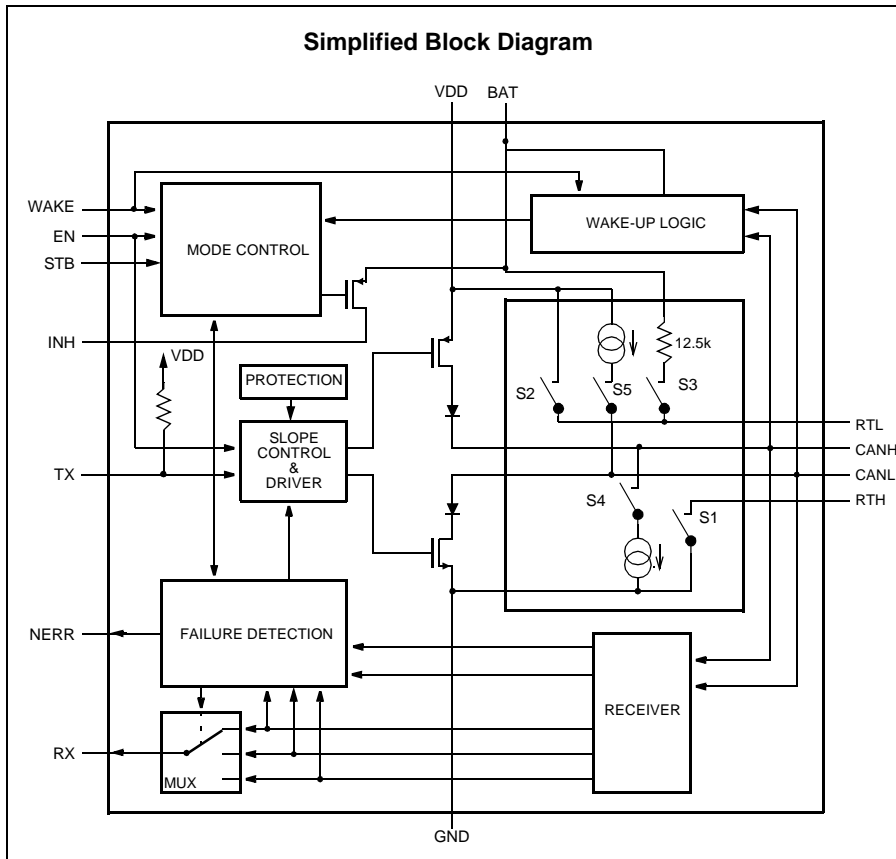 Simplified Block Diagram
VDD
BAT
WAKE
EN
STB
INH
MODE CONTROL
WAKE-UP LOGIC
12.5k
VDD
PROTECTION
S2
S5
S3
SLOPE
CONTROL
&
DRIVER
TX
RTL
CANH
CANL
RTH
S4
S1
NERR
FAILURE DETECTION
RECEIVER
RX
MUX
GND